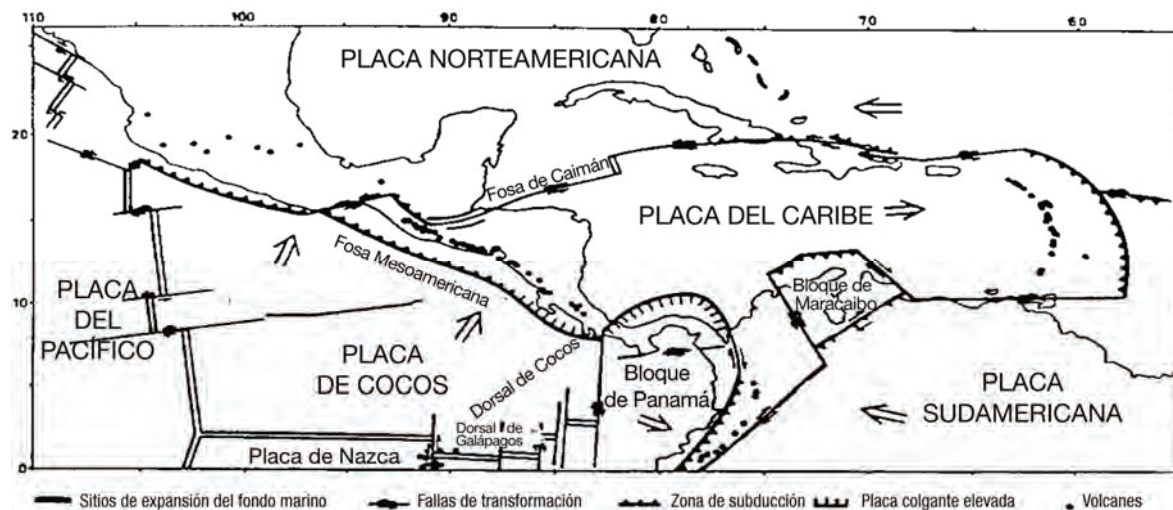 110 100 90 80 70 60
PLACA NORTEAMERICANA
20
Fosa de Caimán
PLACA DEL CARIBE
Fosa Mesoamericana
Bloque de
Maracaibo
10
PLACA
DEL
PACÍFICO
PLACA
DE COCOS
Dorsal de Cocos
Bloque
de Panamá
PLACA
SUDAMERICANA
Dorsal de
Galápagos
Placa de Nazca
0
Sitios de expansión del fondo marino Fallas de transformación Zona de subducción Placa colgante elevada Volcanes